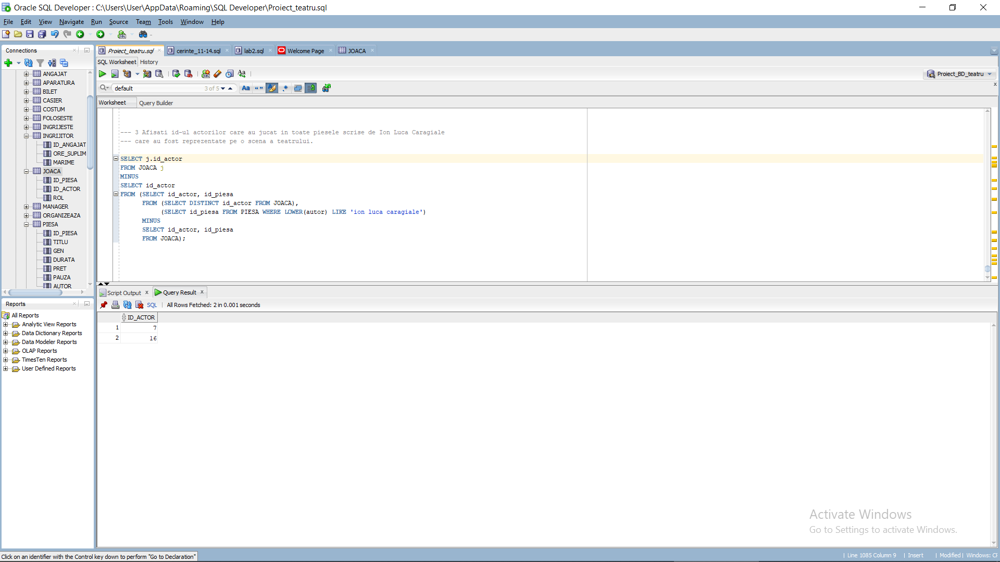 Oracle SQL Developer : C:\Users\User\AppData\Roaming\SQL Developer\Proiect_teatru.sql
File Edit View Navigate Run Source Team Tools Window Help
Connections
Proiect_teatru.sql cerinte_11-14.sql lab2.sql Welcome Page JOACA
SQL Worksheet History
Proiect_BD_teatru
default 3 of 5
Worksheet Query Builder
ANGAJAT
APARATURA
BILET
CASIER
COSTUM
FOLOSESTE
INGRIJESTE
INGRIJITOR
ID_ANGAJAT
ORE_SUPLIM
MARIME
JOACA
ID_PIESA
ID_ACTOR
ROL
MANAGER
ORGANIZEAZA
PIESA
ID_PIESA
TITLU
GEN
DURATA
PRET
PAUZA
AUTOR
--- 3 Afisati id-ul actorilor care au jucat in toate piesele scrise de Ion Luca Caragiale
--- care au fost reprezentate pe o scena a teatrului.
SELECT j.id_actor
FROM JOACA j
MINUS
SELECT id_actor
FROM (SELECT id_actor, id_piesa
FROM (SELECT DISTINCT id_actor FROM JOACA),
(SELECT id_piesa FROM PIESA WHERE LOWER(autor) LIKE 'ion luca caragiale')
MINUS
SELECT id_actor, id_piesa
FROM JOACA);
Script Output Query Result
SQL All Rows Fetched: 2 in 0.001 seconds
ID_ACTOR
1 7
2 16
Reports
All Reports
Analytic View Reports
Data Dictionary Reports
Data Modeler Reports
OLAP Reports
TimesTen Reports
User Defined Reports
Activate Windows
Go to Settings to activate Windows.
Click on an identifier with the Control key down to perform "Go to Declaration"
Line 1085 Column 9 Insert Modified Windows: CF